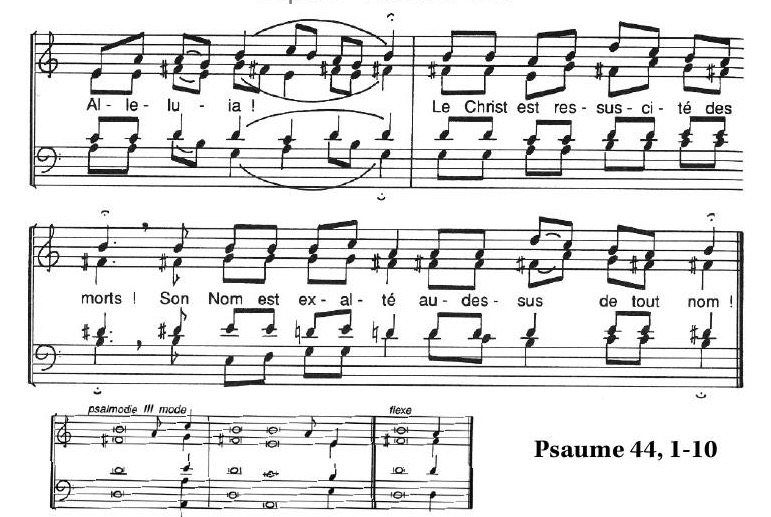 Al - le - lu - ia ! Le Christ est res - sus - ci - té des
morts ! Son Nom est ex - al - té au - des - sus de tout nom !
psalmodie III mode flexe
Psaume 44, 1-10